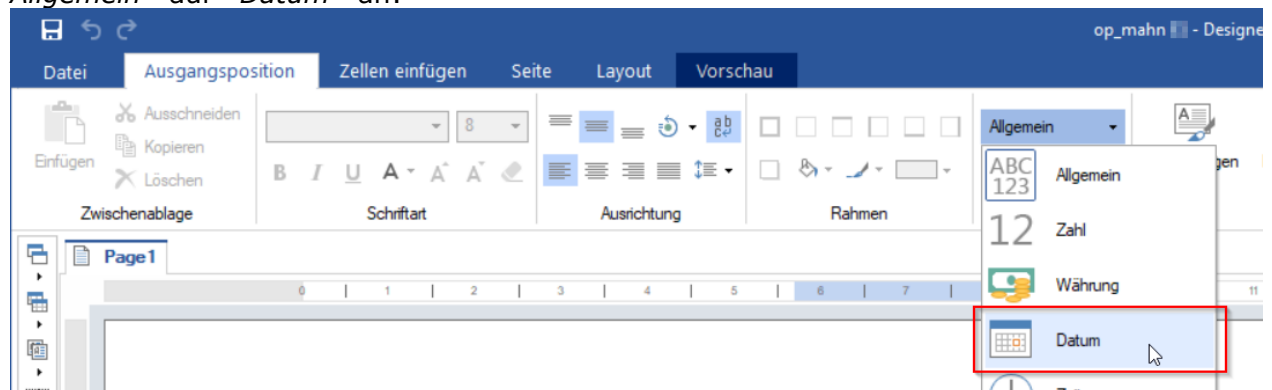 Allgemein" auf "Datum" an:
op_mahn - Designe
Datei Ausgangsposition Zellen einfügen Seite Layout Vorschau
Ausschneiden
8
Allgemein
Kopieren
Einfügen
Löschen
B I U A A A
gen
Zwischenablage Schriftart Ausrichtung Rahmen
ABC 123 Allgemein
12 Zahl
Page1
0 1 2 3 4 5 6 7 11
Währung
Datum